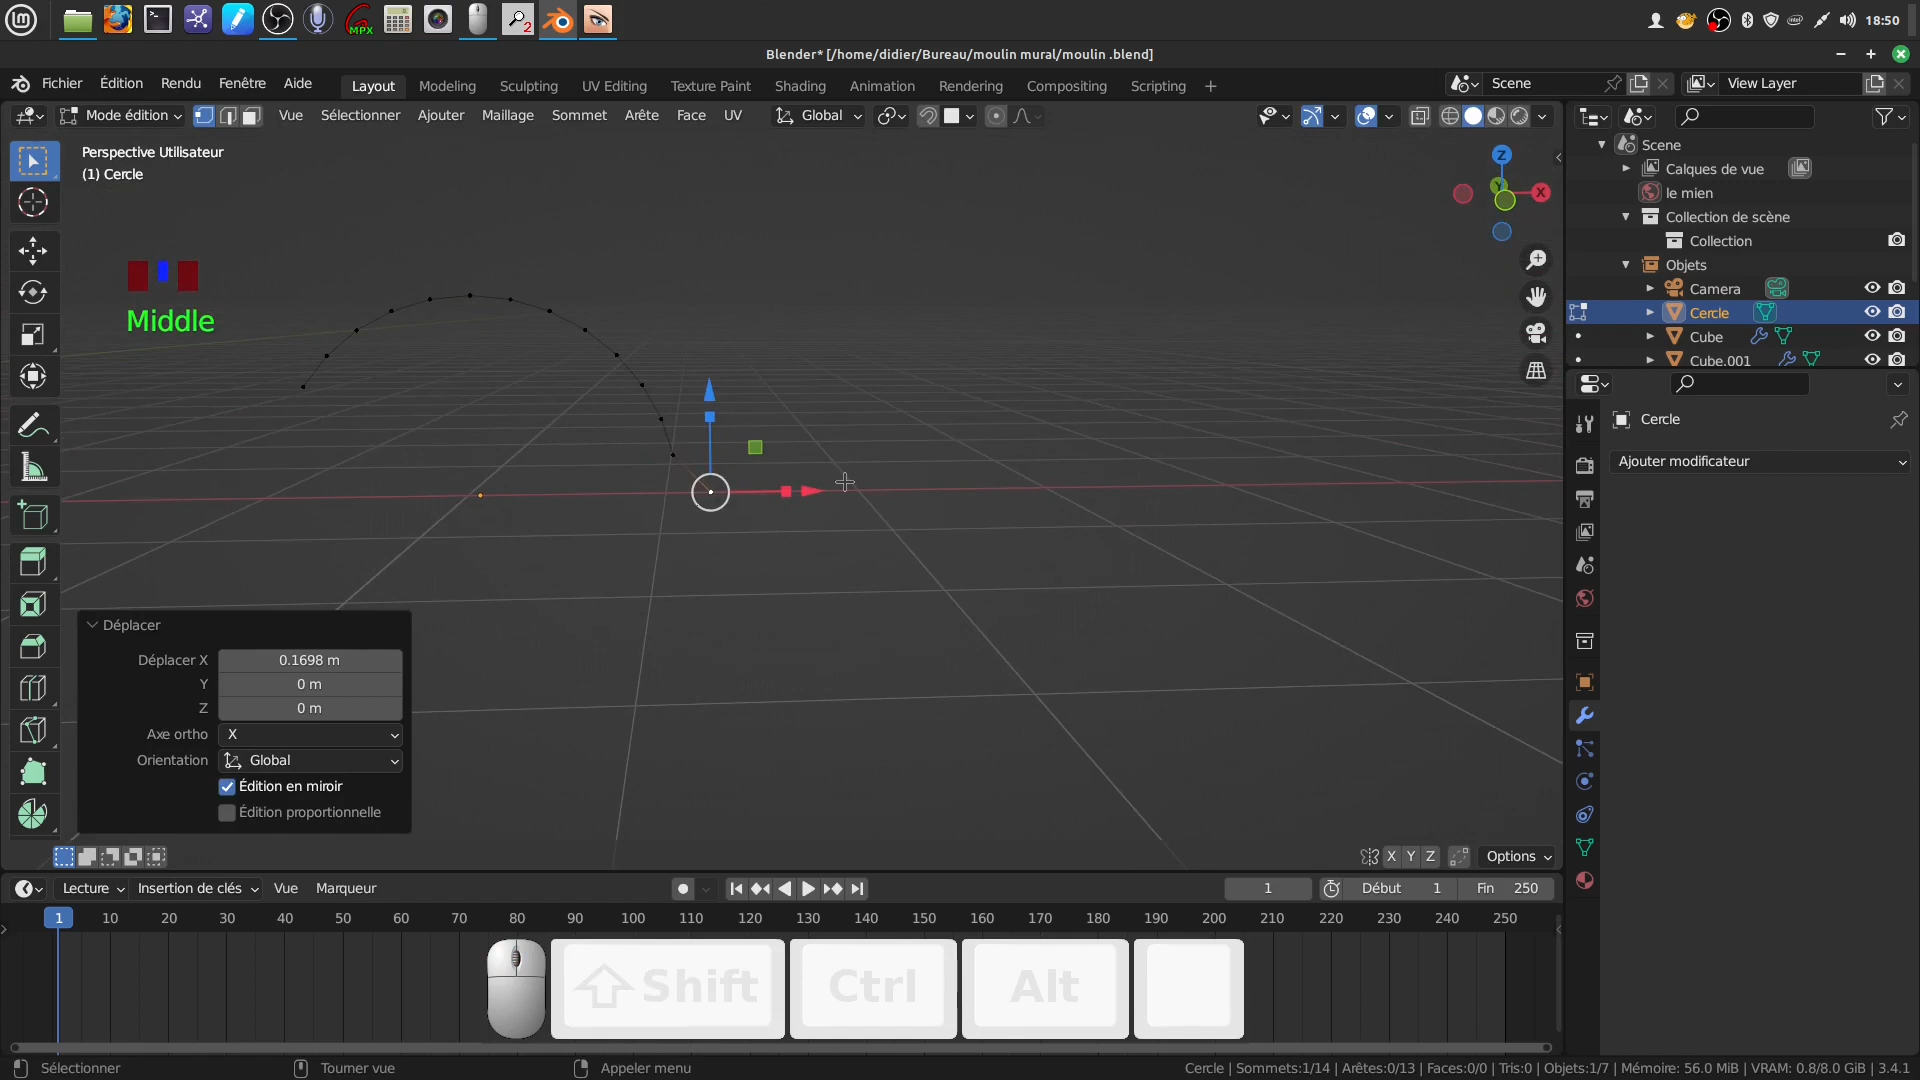 MPX
2
18:50
Blender* [/home/didier/Bureau/moulin mural/moulin .blend]
Fichier Édition Rendu Fenêtre Aide Layout Modeling Sculpting UV Editing Texture Paint Shading Animation Rendering Compositing Scripting + Scene View Layer
Mode édition Vue Sélectionner Ajouter Maillage Sommet Arête Face UV Global Options
Perspective Utilisateur
(1) Cercle
Z
Y
X
Middle
Scene
Calques de vue
le mien
Collection de scène
Collection
Objets
Camera
Cercle
Cube
Cube.001
Cercle
Ajouter modificateur
Déplacer
Déplacer X 0.1698 m
Y 0 m
Z 0 m
Axe ortho X
Orientation Global
Édition en miroir
Édition proportionnelle
X Y Z Options
Lecture Insertion de clés Vue Marqueur 1 Début 1 Fin 250
1 10 20 30 40 50 60 70 80 90 100 110 120 130 140 150 160 170 180 190 200 210 220 230 240 250
Shift Ctrl Alt
Sélectionner Tourner vue Appeler menu Cercle | Sommets:1/14 | Arêtes:0/13 | Faces:0/0 | Tris:0 | Objets:1/7 | Mémoire: 56.0 MiB | VRAM: 0.8/8.0 GiB | 3.4.1